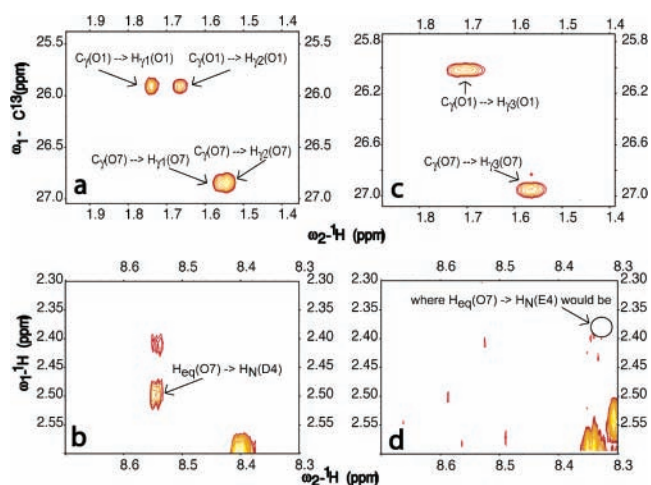 1.9 1.8 1.7 1.6 1.5 1.4
25.5 25.5
Cγ(O1) --> Hγ1(O1) Cγ(O1) --> Hγ2(O1)
26.0 26.0
26.5 26.5
Cγ(O7) --> Hγ2(O7)
Cγ(O7) --> Hγ1(O7)
27.0 27.0
a
1.9 1.8 1.7 1.6 1.5 1.4
ω1 - C13(ppm)
1.8 1.7 1.6 1.5 1.4
25.8 25.8
Cγ(O1) --> Hγ3(O1)
26.2 26.2
26.6 26.6
Cγ(O7) --> Hγ3(O7)
27.0 27.0
c
1.8 1.7 1.6 1.5 1.4
ω2-1H (ppm)
8.6 8.5 8.4 8.3
2.30 2.30
2.35 2.35
2.40 2.40
2.45 2.45
Heq(O7) -> HN(D4)
2.50 2.50
2.55 2.55
b
8.6 8.5 8.4 8.3
ω1-1H (ppm)
8.7 8.6 8.5 8.4 8.3
2.30 2.30
where Heq(O7) -> HN(E4) would be
2.35 2.35
2.40 2.40
2.45 2.45
2.50 2.50
2.55 2.55
d
8.7 8.6 8.5 8.4 8.3
ω2-1H (ppm)